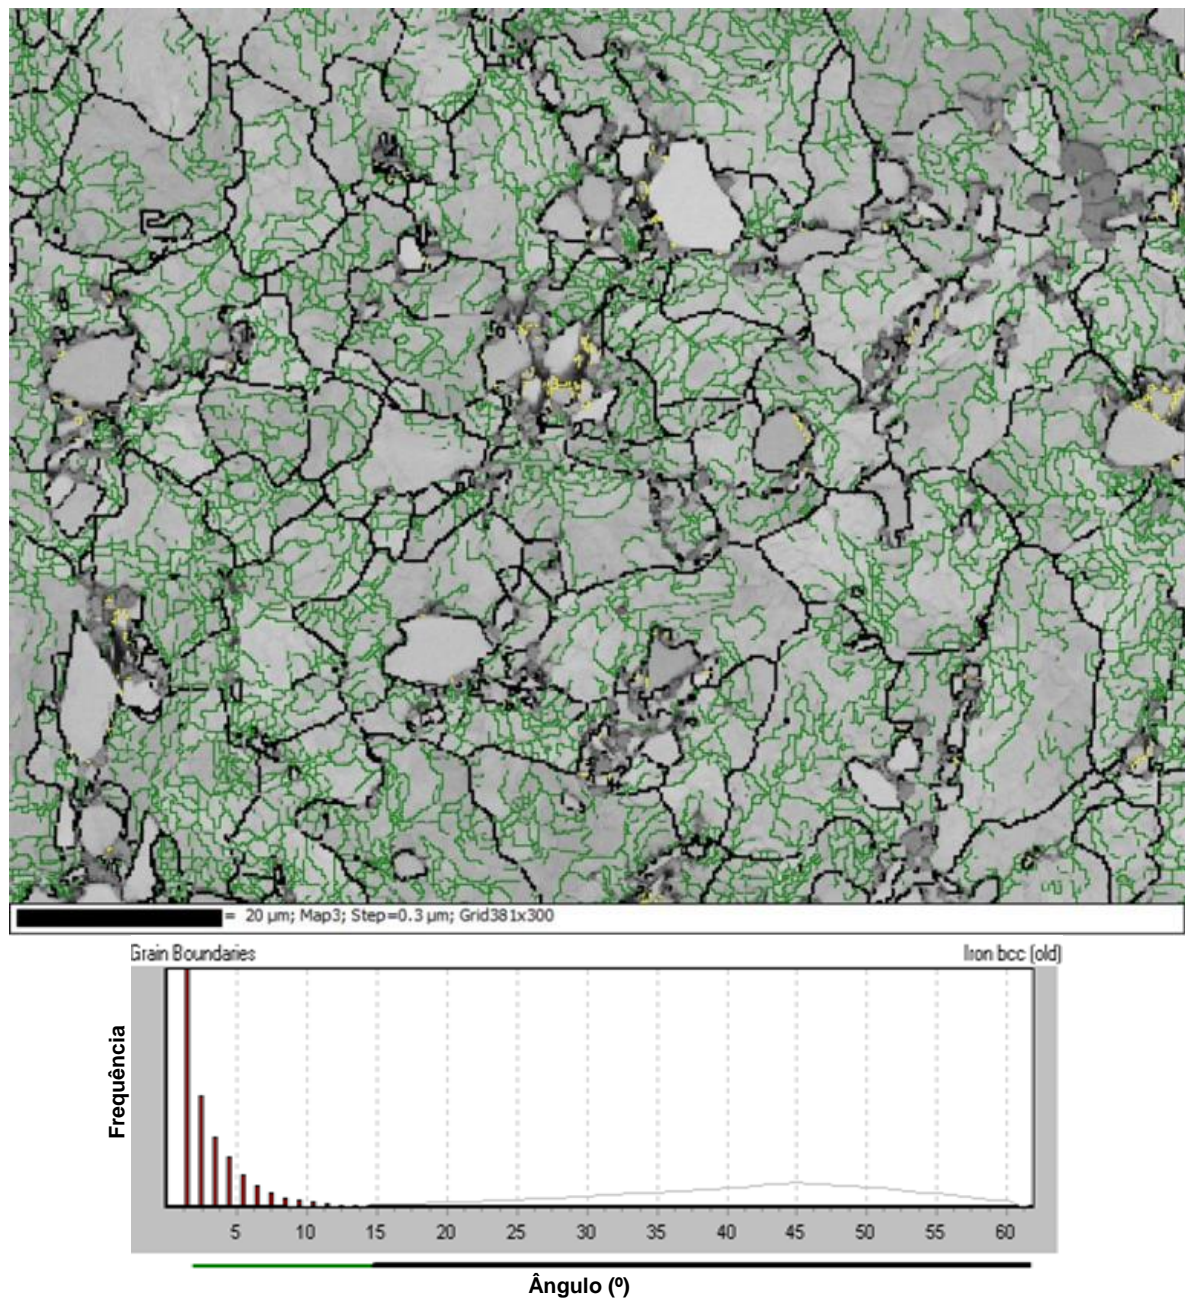 = 20 µm; Map3; Step=0.3 µm; Grid381x300
Grain Boundaries
Iron bcc (old)
Frequência
5 10 15 20 25 30 35 40 45 50 55 60
Ângulo (º)